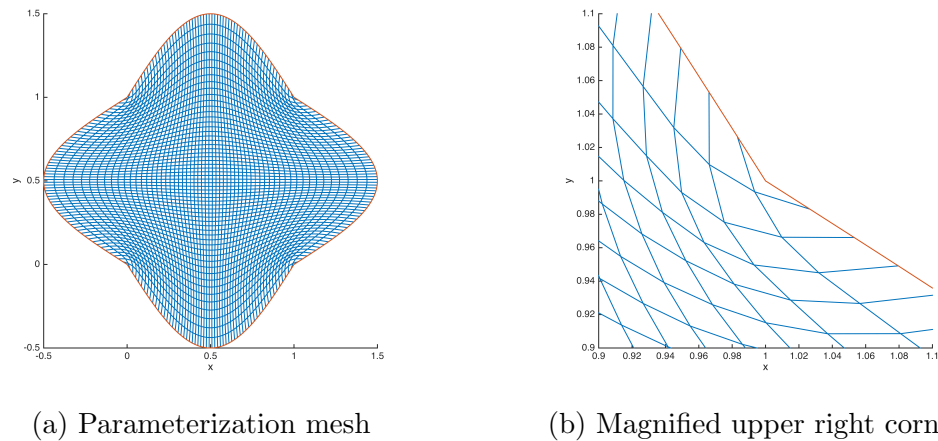 1.5
1
y
0.5
0
-0.5
-0.5 0 0.5 1 1.5
x
1.1
1.08
1.06
1.04
1.02
y
1
0.98
0.96
0.94
0.92
0.9
0.9 0.92 0.94 0.96 0.98 1 1.02 1.04 1.06 1.08 1.1
x
(a) Parameterization mesh
(b) Magnified upper right corn